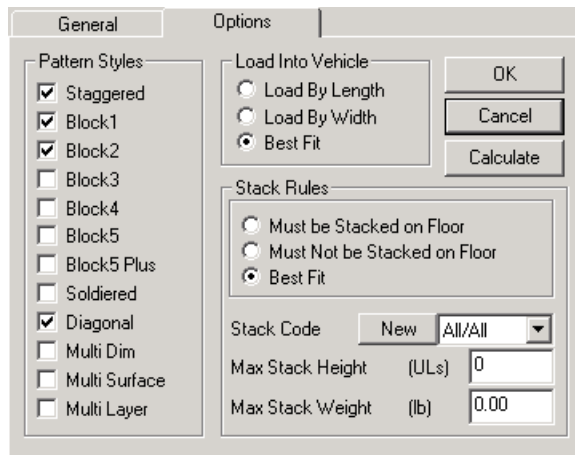 General
Options
Pattern Styles
Staggered
Block1
Block2
Block3
Block4
Block5
Block5 Plus
Soldiered
Diagonal
Multi Dim
Multi Surface
Multi Layer
Load Into Vehicle
Load By Length
Load By Width
Best Fit
OK
Cancel
Calculate
Stack Rules
Must be Stacked on Floor
Must Not be Stacked on Floor
Best Fit
Stack Code New All/All
Max Stack Height (ULs) 0
Max Stack Weight (lb) 0.00